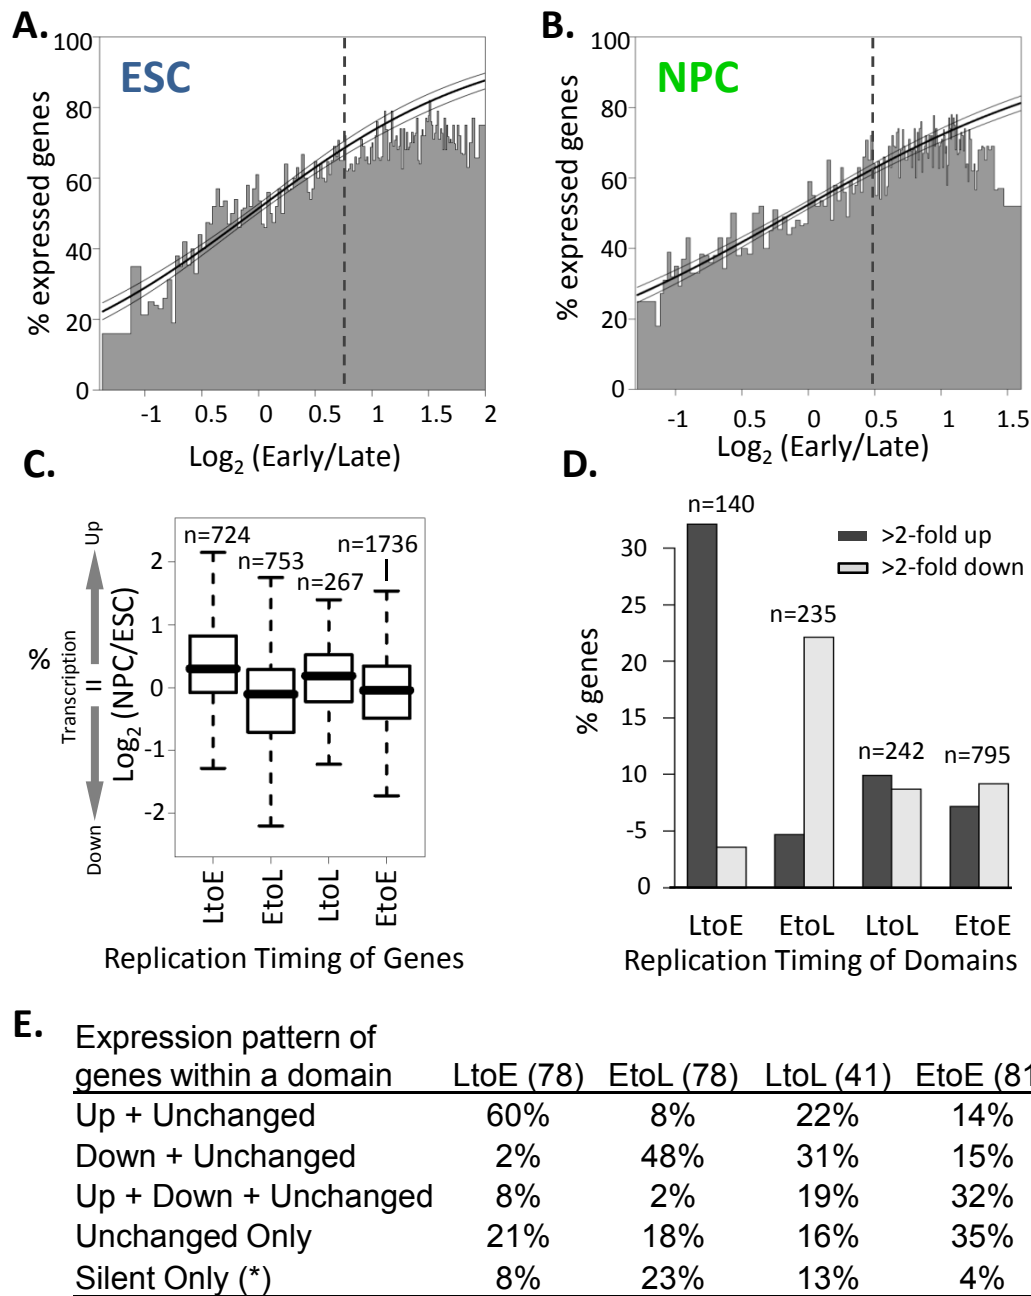 A.
B.
100
80
60
40
20
0
% expressed genes
ESC
-1
0.5
0
0.5
1
1.5
2
Log2 (Early/Late)
100
80
60
40
20
0
% expressed genes
NPC
-1
0.5
0
0.5
1
1.5
Log2 (Early/Late)
C.
%
Up
Transcription
=
Down
Log2 (NPC/ESC)
2
1
0
-1
-2
n=724
n=753
n=267
n=1736
LtoE
EtoL
LtoL
EtoE
Replication Timing of Genes
D.
% genes
30
25
20
15
10
-5
0
n=140
n=235
n=242
n=795
>2-fold up
>2-fold down
LtoE EtoL LtoL EtoE
Replication Timing of Domains
E.
Expression pattern of
genes within a domain LtoE (78) EtoL (78) LtoL (41) EtoE (81
Up + Unchanged 60% 8% 22% 14%
Down + Unchanged 2% 48% 31% 15%
Up + Down + Unchanged 8% 2% 19% 32%
Unchanged Only 21% 18% 16% 35%
Silent Only (*) 8% 23% 13% 4%